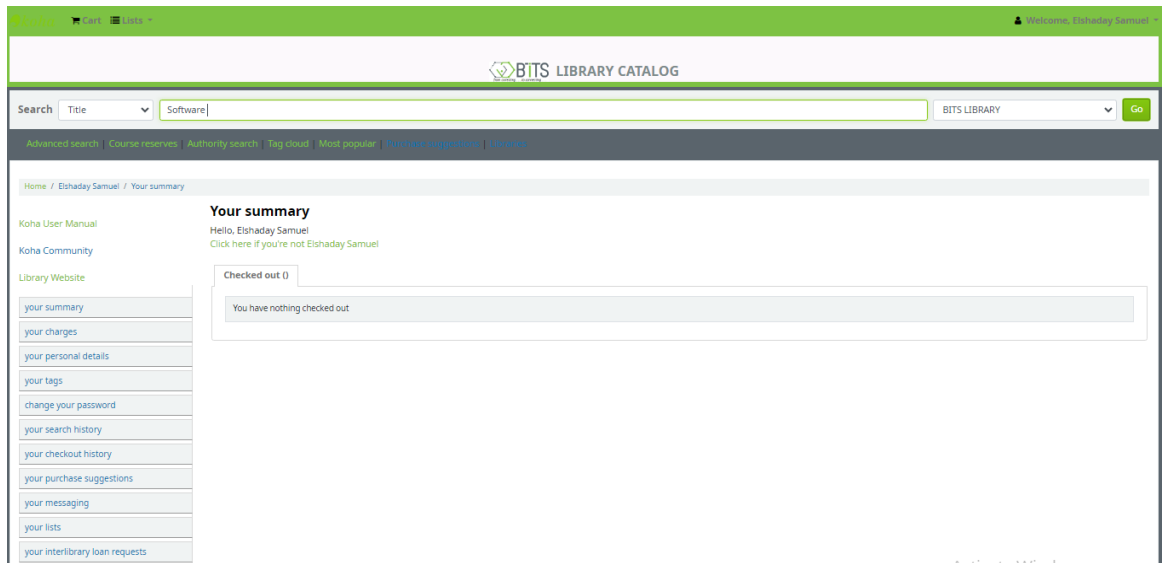 Cart Lists
Welcome, Elshaday Samuel
BITS LIBRARY CATALOG
Search Title Software BITS LIBRARY Go
Advanced search | Course reserves | Authority search | Tag cloud | Most popular | Purchase suggestions | Libraries
Home / Elshaday Samuel / Your summary
Koha User Manual
Koha Community
Library Website
your summary
your charges
your personal details
your tags
change your password
your search history
your checkout history
your purchase suggestions
your messaging
your lists
your interlibrary loan requests
Your summary
Hello, Elshaday Samuel
Click here if you're not Elshaday Samuel
Checked out ()
You have nothing checked out